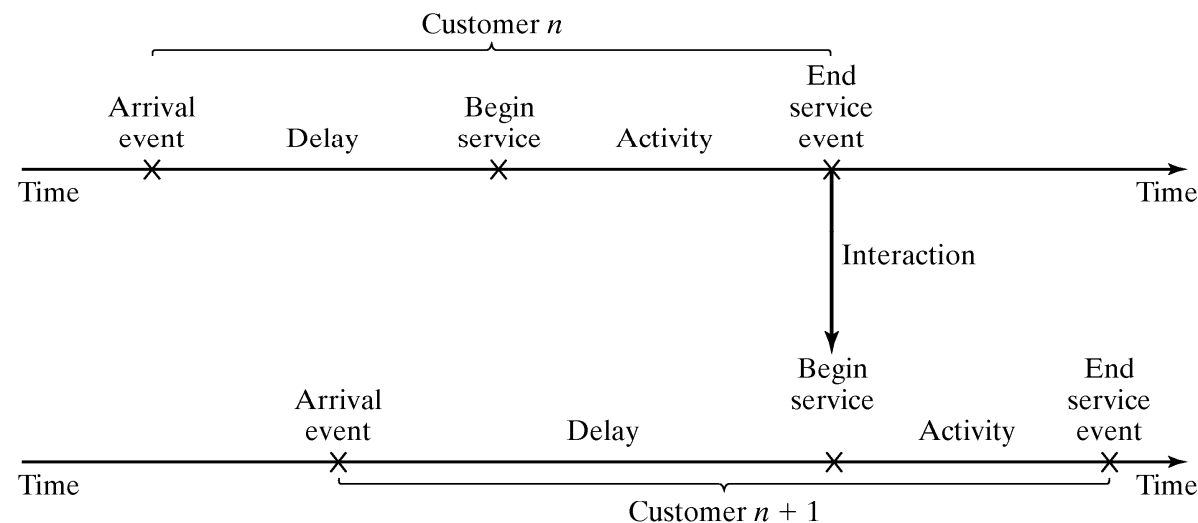 Customer n
Arrival
event
Delay
Begin
service
Activity
End
service
event
Time
Time
Interaction
Arrival
event
Delay
Begin
service
Activity
End
service
event
Time
Time
Customer n + 1